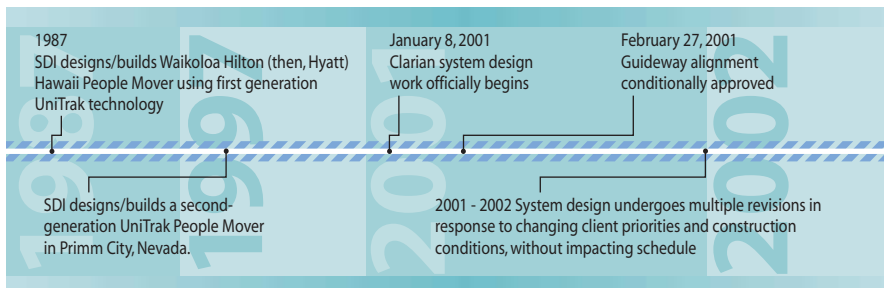 1987
SDI designs/builds Waikoloa Hilton (then, Hyatt)
Hawaii People Mover using first generation
UniTrak technology
January 8, 2001
Clarian system design
work officially begins
February 27, 2001
Guideway alignment
conditionally approved
1987
1997
2001
2002
SDI designs/builds a second-
generation UniTrak People Mover
in Primm City, Nevada.
2001 - 2002 System design undergoes multiple revisions in
response to changing client priorities and construction
conditions, without impacting schedule